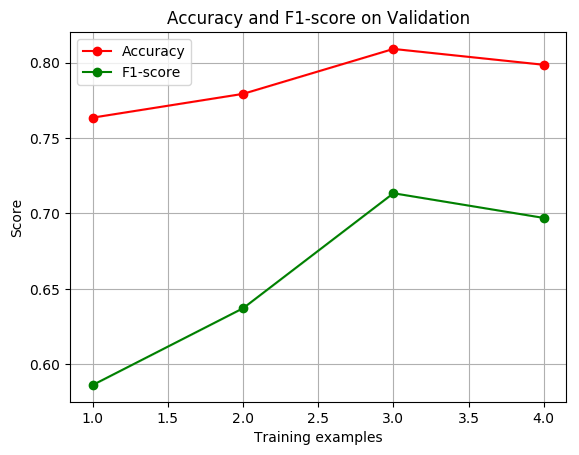 Accuracy and F1-score on Validation
Accuracy
F1-score
Score
0.80
0.75
0.70
0.65
0.60
1.0 1.5 2.0 2.5 3.0 3.5 4.0
Training examples